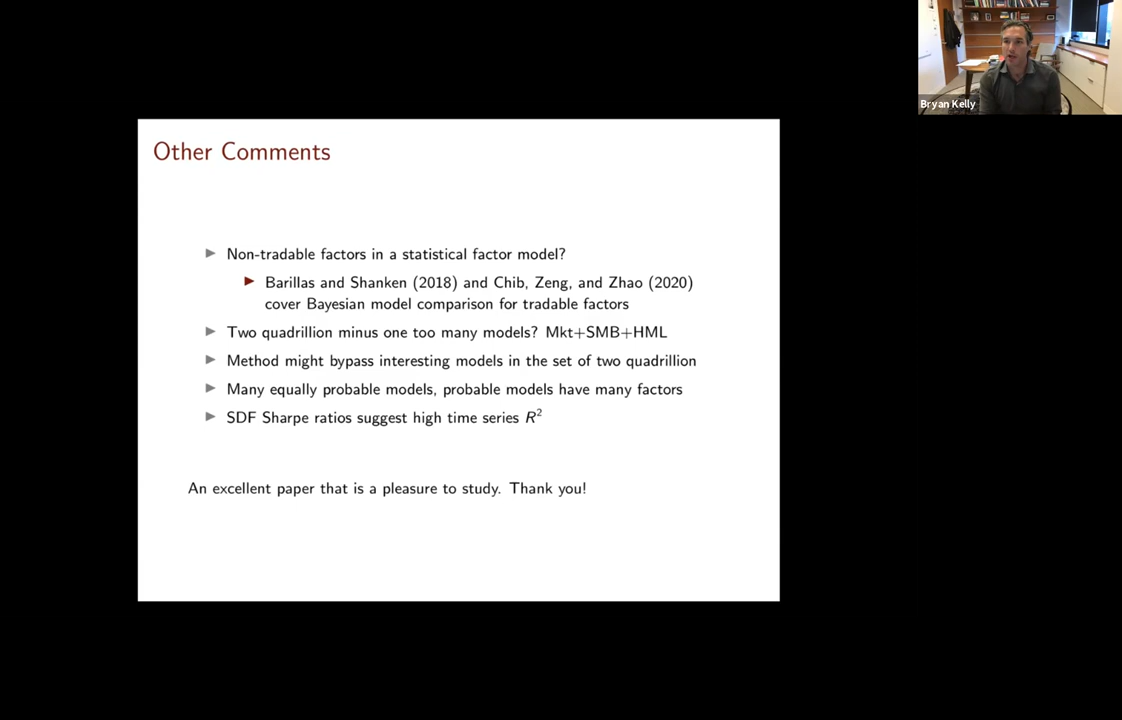 Bryan Kelly
Other Comments
Non-tradable factors in a statistical factor model?
Barillas and Shanken (2018) and Chib, Zeng, and Zhao (2020)
cover Bayesian model comparison for tradable factors
Two quadrillion minus one too many models? Mkt+SMB+HML
Method might bypass interesting models in the set of two quadrillion
Many equally probable models, probable models have many factors
SDF Sharpe ratios suggest high time series R²
An excellent paper that is a pleasure to study. Thank you!